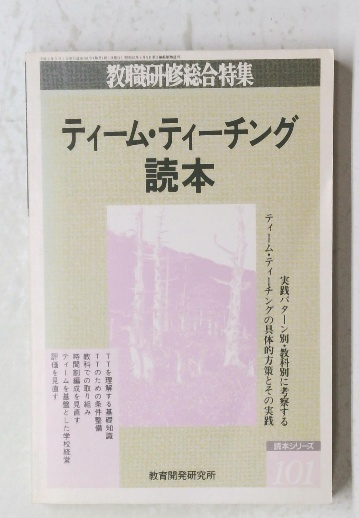 教職研修総合特集
ティーム・ティーチング
読本
実践パターン別・教科別に考察する
ティーム・ティーチングの具体的方策とその実践
TTを理解する基礎知識
TTのための条件整備
教科での取り組み
時間割編成を見直す
ティームを基盤とした学校経営
評価を見直す
読本シリーズ
101
教育開発研究所